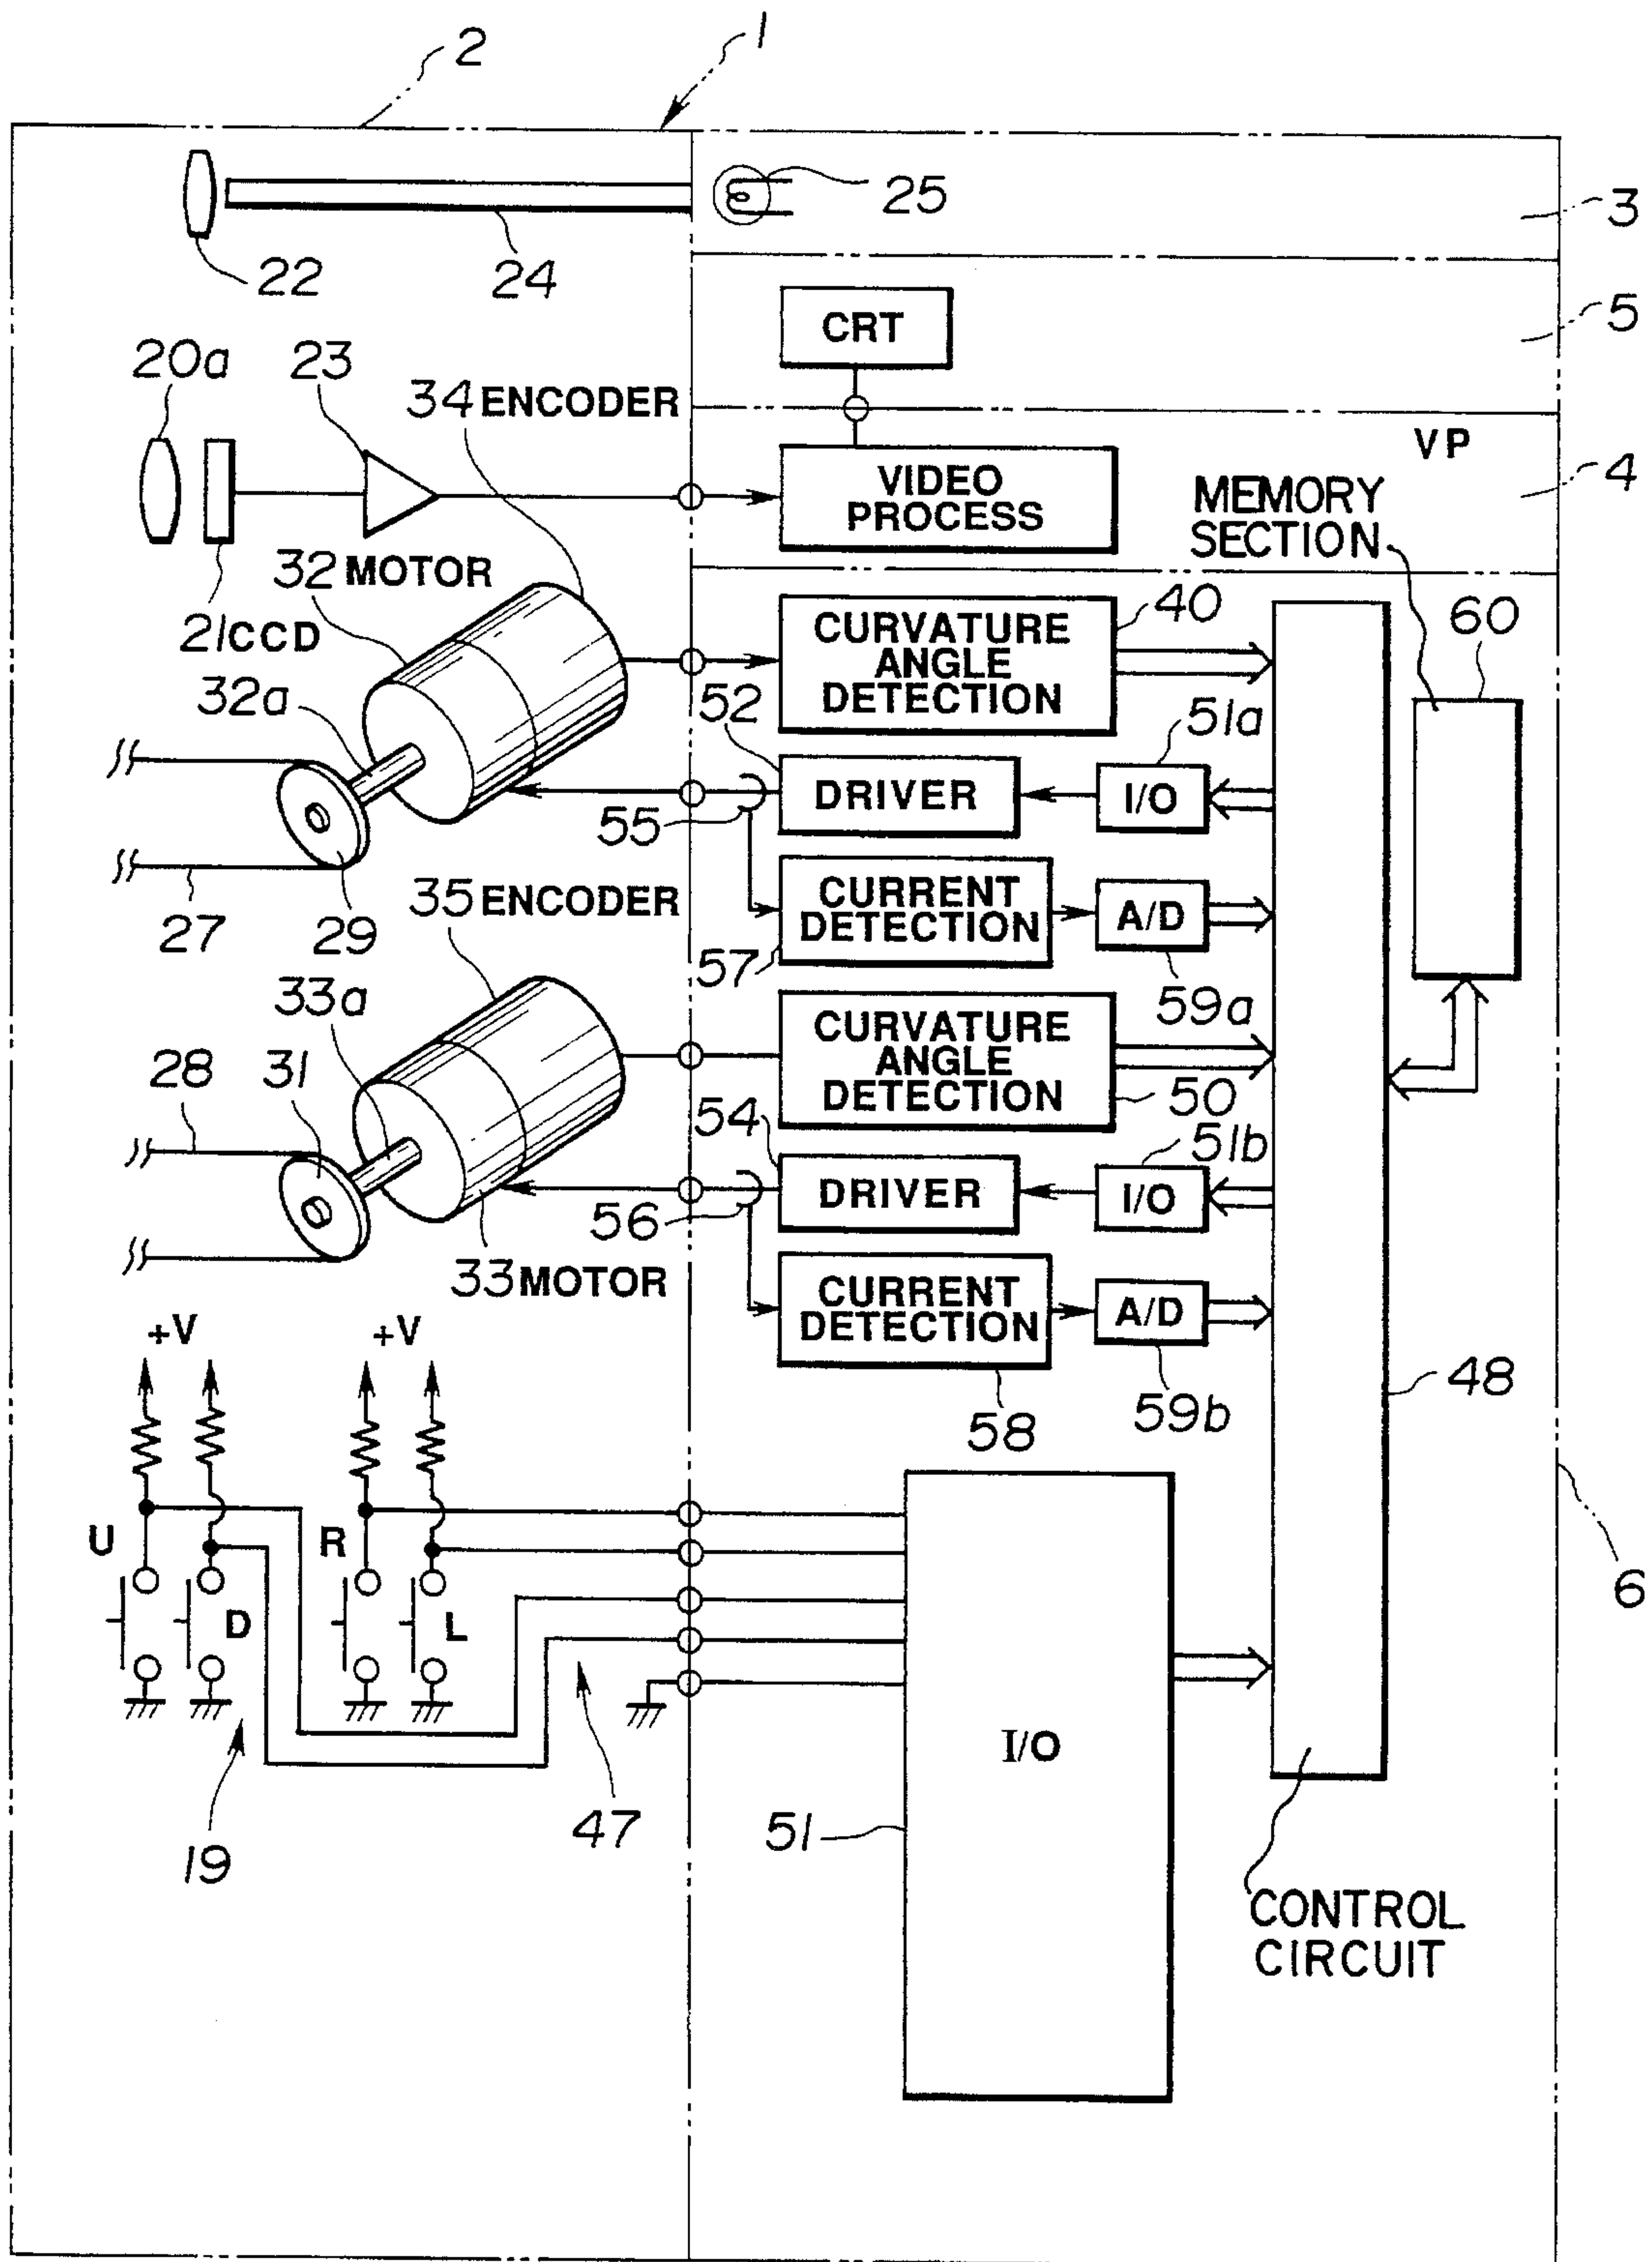 1
2
25
3
22
24
CRT
5
20a
23
34 ENCODER
VP
4
VIDEO
PROCESS
MEMORY
SECTION
32 MOTOR
21 CCD
40
60
CURVATURE
ANGLE
DETECTION
32a
52
51a
DRIVER
I/O
55
35 ENCODER
CURRENT
DETECTION
A/D
27
29
57
59a
33a
CURVATURE
ANGLE
DETECTION
28
31
50
54
51b
DRIVER
I/O
56
33 MOTOR
CURRENT
DETECTION
A/D
+V
+V
48
58
59b
U
R
6
D
L
I/O
47
51
19
CONTROL
CIRCUIT